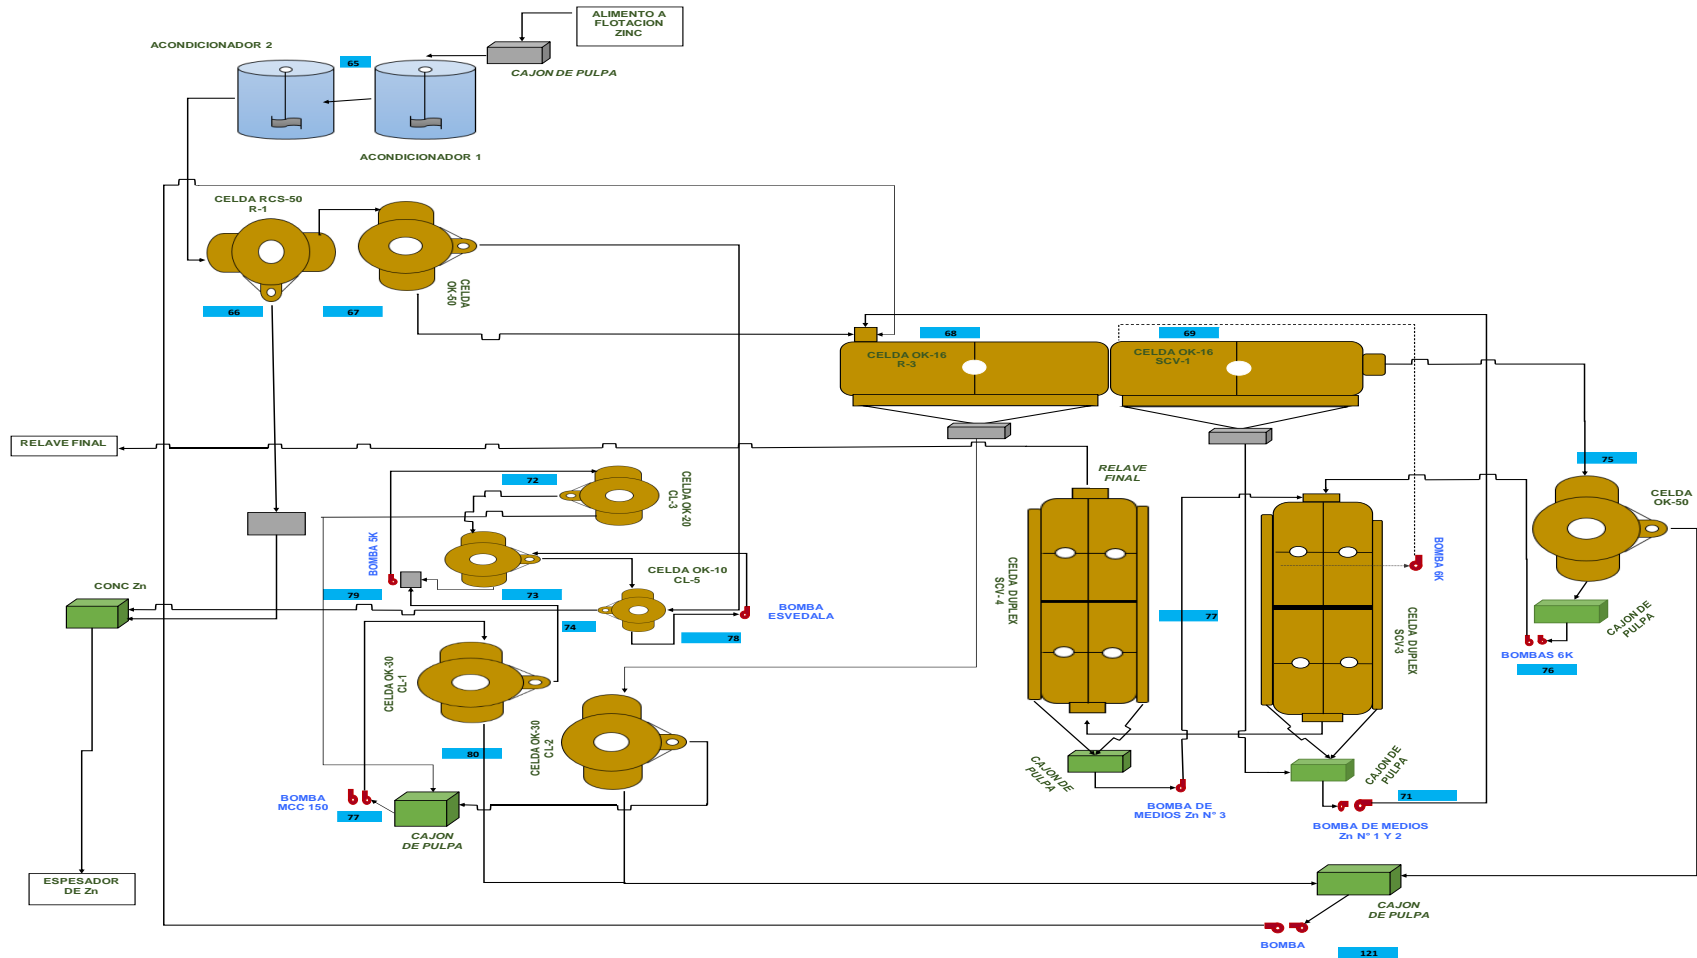 ALIMENTO A
FLOTACION
ZINC
ACONDICIONADOR 2
65
CAJON DE PULPA
ACONDICIONADOR 1
CELDA RCS-50
R-1
CELDA
OK-50
66
67
68
69
CELDA OK-16
R-3
CELDA OK-16
SCV-1
RELAVE FINAL
72
CELDA OK-20
CL-3
RELAVE
FINAL
75
CELDA
OK-50
BOMBA 5K
CELDA OK-10
CL-5
BOMBA 6K
CONC Zn
79
73
BOMBA
ESVEDALA
CELDA DUPLEX
SCV-4
77
CELDA DUPLEX
SCV-3
CAJON DE
PULPA
74
78
BOMBAS 6K
76
CELDA OK-30
CL-1
CELDA OK-30
CL-2
80
CAJON DE
PULPA
CAJON DE
PULPA
BOMBA
MCC 150
77
CAJON
DE PULPA
BOMBA DE
MEDIOS Zn N° 3
71
BOMBA DE MEDIOS
Zn N° 1 Y 2
ESPESADOR
DE Zn
CAJON
DE PULPA
BOMBA
121